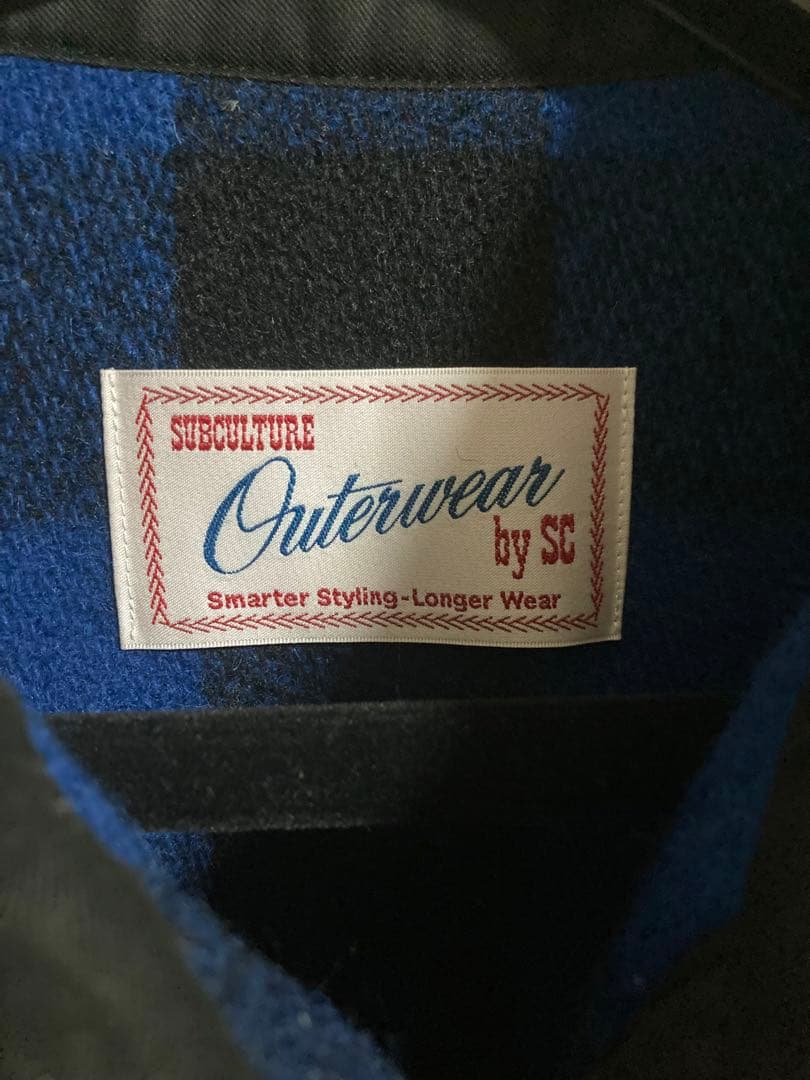 SUBCULTURE
Outerwear
by SC
Smarter Styling-Longer Wear